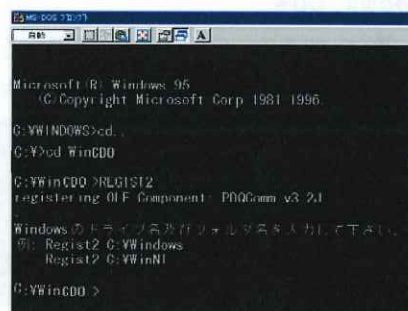 MS-DOS プロンプト
自動
A
Microsoft(R) Windows 95
(C)Copyright Microsoft Corp 1981-1996.
C:¥WINDOWS>cd..
C:¥>cd WinCDO
C:¥WinCDO >REGIST2
registering OLE Component: PDQComm v3.2J
Windowsのドライブ名及びフォルダ名を入力して下さい。
例: Regist2 C:¥Windows
Regist2 C:¥WinNT
C:¥WinCDO >